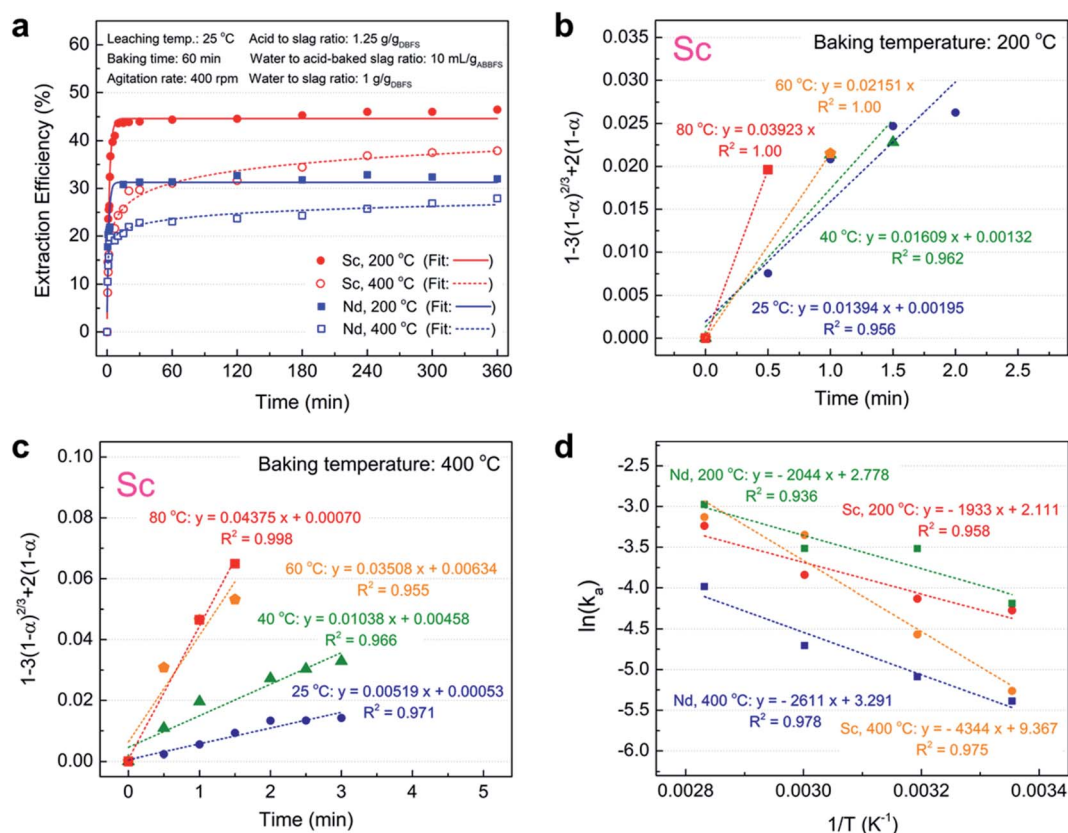 a
Leaching temp.: 25 °C
Acid to slag ratio: 1.25 g/g_DBFS
Baking time: 60 min
Water to acid-baked slag ratio: 10 mL/g_ABBFS
Agitation rate: 400 rpm
Water to slag ratio: 1 g/g_DBFS
Extraction Efficiency (%)
60
50
40
30
20
10
0
Sc, 200 °C (Fit: )
Sc, 400 °C (Fit: )
Nd, 200 °C (Fit: )
Nd, 400 °C (Fit: )
0 60 120 180 240 300 360
Time (min)
b
Sc
Baking temperature: 200 °C
1-3(1-α)^2/3+2(1-α)
0.035
0.030
0.025
0.020
0.015
0.010
0.005
0.000
60 °C: y = 0.02151 x
R² = 1.00
80 °C: y = 0.03923 x
R² = 1.00
40 °C: y = 0.01609 x + 0.00132
R² = 0.962
25 °C: y = 0.01394 x + 0.00195
R² = 0.956
0.0 0.5 1.0 1.5 2.0 2.5
Time (min)
c
Sc
Baking temperature: 400 °C
1-3(1-α)^2/3+2(1-α)
0.10
0.08
0.06
0.04
0.02
0.00
80 °C: y = 0.04375 x + 0.00070
R² = 0.998
60 °C: y = 0.03508 x + 0.00634
R² = 0.955
40 °C: y = 0.01038 x + 0.00458
R² = 0.966
25 °C: y = 0.00519 x + 0.00053
R² = 0.971
0 1 2 3 4 5
Time (min)
d
ln(k_a)
-2.5
-3.0
-3.5
-4.0
-4.5
-5.0
-5.5
-6.0
Nd, 200 °C: y = - 2044 x + 2.778
R² = 0.936
Sc, 200 °C: y = - 1933 x + 2.111
R² = 0.958
Nd, 400 °C: y = - 2611 x + 3.291
R² = 0.978
Sc, 400 °C: y = - 4344 x + 9.367
R² = 0.975
0.0028 0.0030 0.0032 0.0034
1/T (K⁻¹)